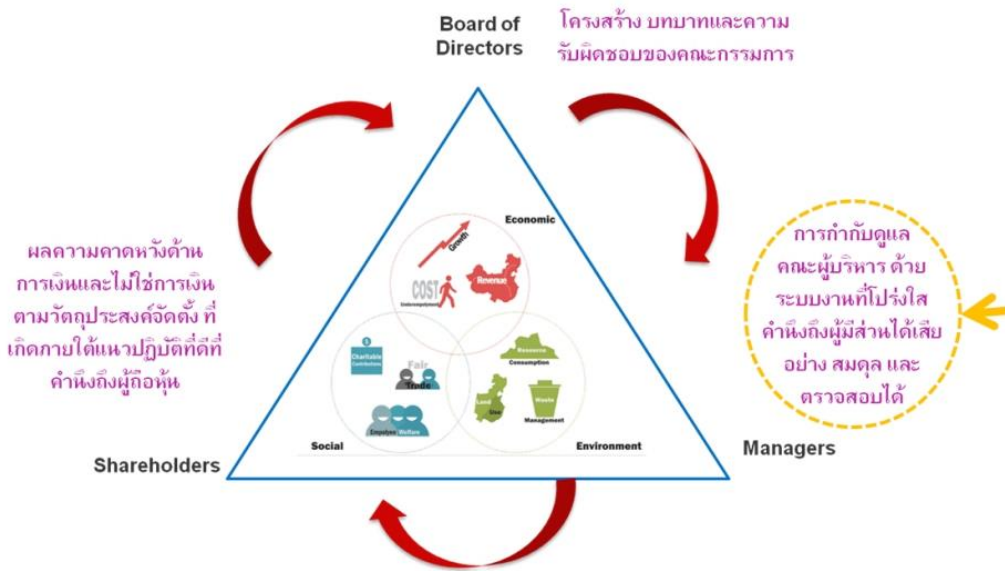 Board of
Directors
โครงสร้าง บทบาทและความ
รับผิดชอบของคณะกรรมการ
ผลความคาดหวังด้าน
การเงินและไม่ใช่การเงิน
ตามวัตถุประสงค์จัดตั้ง ที่
เกิดภายใต้แนวปฏิบัติที่ดีที่
คำนึงถึงผู้ถือหุ้น
Economic
Growth
COST
Revenue
การกำกับดูแล
คณะผู้บริหาร ด้วย
ระบบงานที่โปร่งใส
คำนึงถึงผู้มีส่วนได้เสีย
อย่าง สมดุล และ
ตรวจสอบได้
$
Charitable
Contributions
Fair
Trade
Welfare
Social
Resource
Consumption
Land
Use
Waste
Management
Environment
Shareholders
Managers